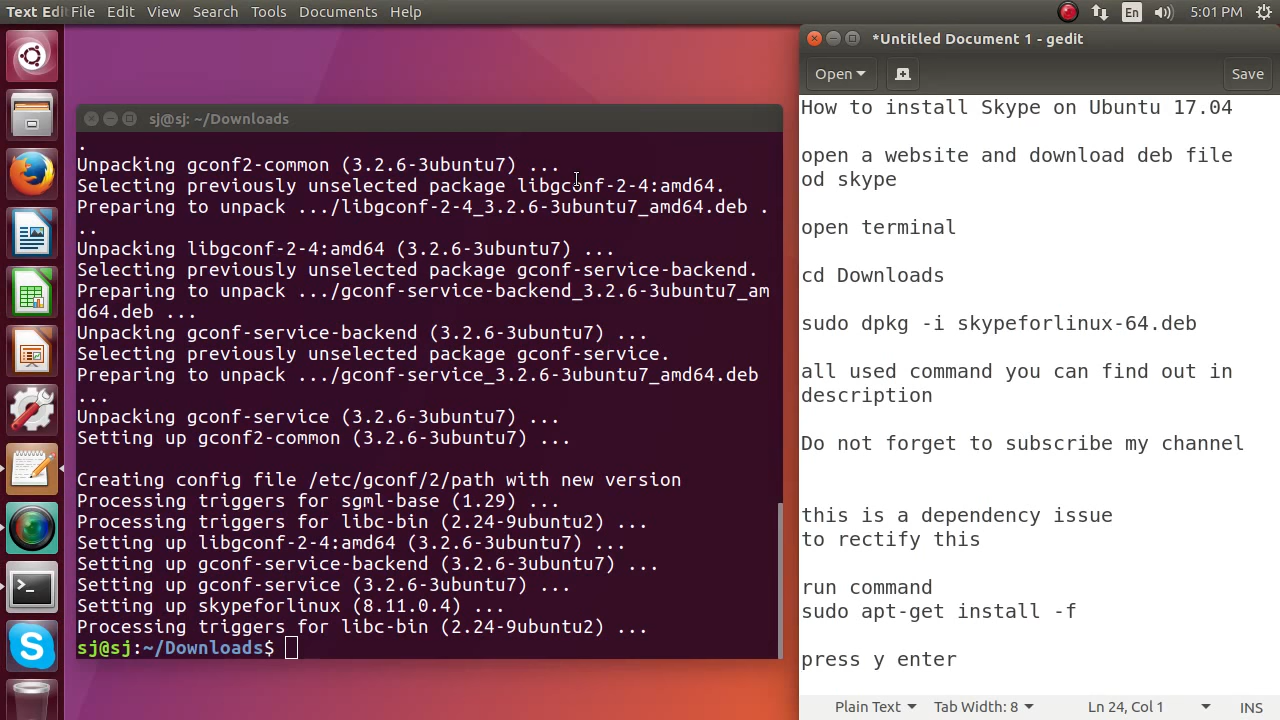 Text Edi File Edit View Search Tools Documents Help En 5:01 PM
sj@sj: ~/Downloads
.
Unpacking gconf2-common (3.2.6-3ubuntu7) ...
Selecting previously unselected package libgconf-2-4:amd64.
Preparing to unpack .../libgconf-2-4_3.2.6-3ubuntu7_amd64.deb .
..
Unpacking libgconf-2-4:amd64 (3.2.6-3ubuntu7) ...
Selecting previously unselected package gconf-service-backend.
Preparing to unpack .../gconf-service-backend_3.2.6-3ubuntu7_am
d64.deb ...
Unpacking gconf-service-backend (3.2.6-3ubuntu7) ...
Selecting previously unselected package gconf-service.
Preparing to unpack .../gconf-service_3.2.6-3ubuntu7_amd64.deb
...
Unpacking gconf-service (3.2.6-3ubuntu7) ...
Setting up gconf2-common (3.2.6-3ubuntu7) ...
Creating config file /etc/gconf/2/path with new version
Processing triggers for sgml-base (1.29) ...
Processing triggers for libc-bin (2.24-9ubuntu2) ...
Setting up libgconf-2-4:amd64 (3.2.6-3ubuntu7) ...
Setting up gconf-service-backend (3.2.6-3ubuntu7) ...
Setting up gconf-service (3.2.6-3ubuntu7) ...
Setting up skypeforlinux (8.11.0.4) ...
Processing triggers for libc-bin (2.24-9ubuntu2) ...
sj@sj:~/Downloads$
*Untitled Document 1 - gedit
Open Save
How to install Skype on Ubuntu 17.04
open a website and download deb file
od skype
open terminal
cd Downloads
sudo dpkg -i skypeforlinux-64.deb
all used command you can find out in
description
Do not forget to subscribe my channel
this is a dependency issue
to rectify this
run command
sudo apt-get install -f
press y enter
Plain Text Tab Width: 8 Ln 24, Col 1 INS